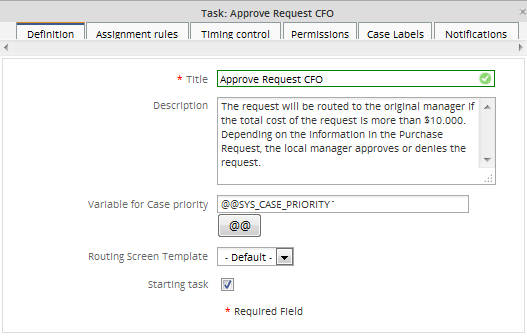 Task: Approve Request CFO
Definition Assignment rules Timing control Permissions Case Labels Notifications
* Title Approve Request CFO
Description The request will be routed to the original manager if
the total cost of the request is more than $10.000.
Depending on the information in the Purchase
Request, the local manager approves or denies the
request.
Variable for Case priority @@SYS_CASE_PRIORITY`
@@
Routing Screen Template - Default -
Starting task
* Required Field